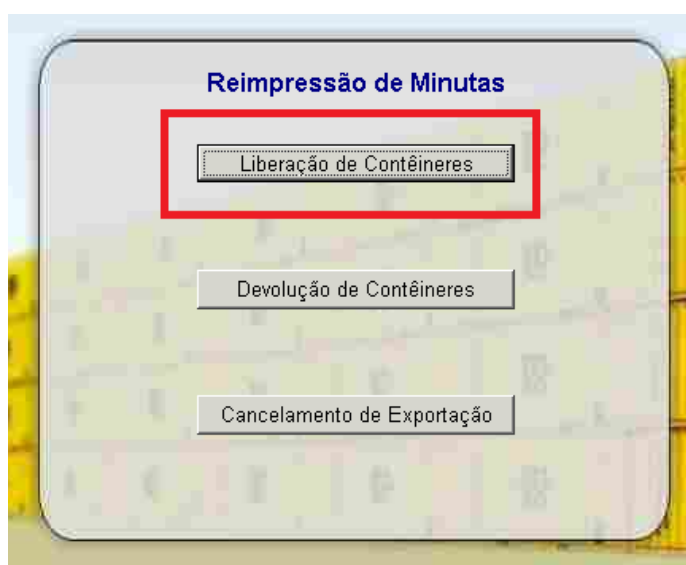 Reimpressão de Minutas
Liberação de Contêineres
Devolução de Contêineres
Cancelamento de Exportação